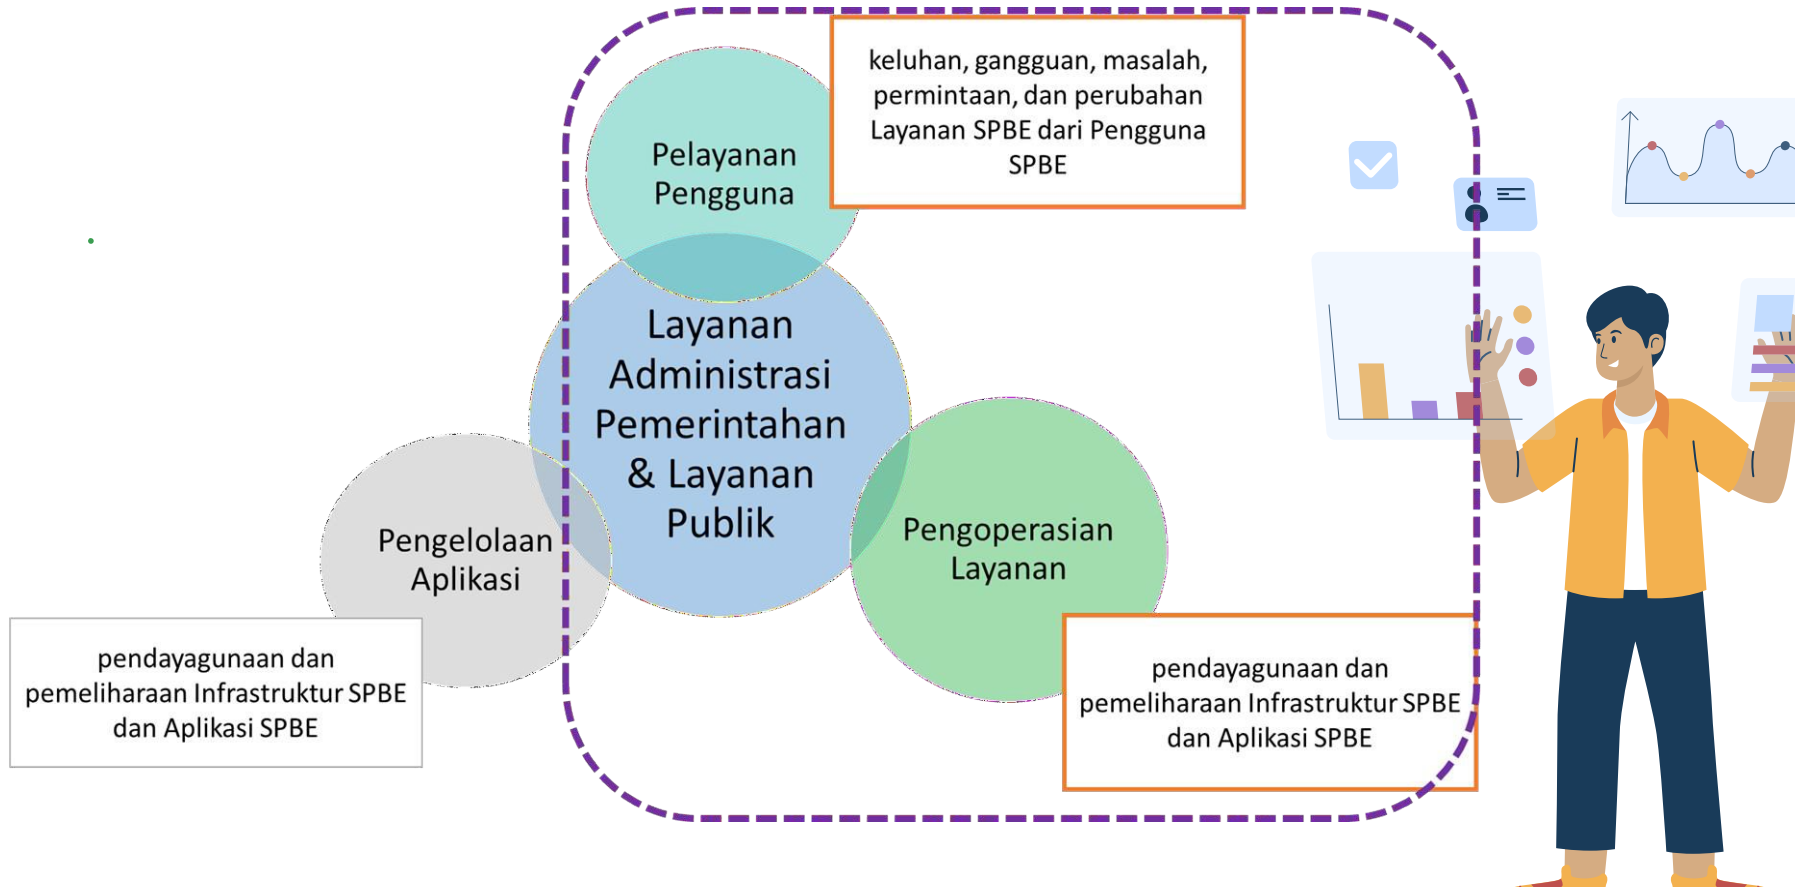 keluhan, gangguan, masalah,
permintaan, dan perubahan
Layanan SPBE dari Pengguna
SPBE
Pelayanan
Pengguna
Layanan
Administrasi
Pemerintahan
& Layanan
Publik
Pengelolaan
Aplikasi
Pengoperasian
Layanan
pendayagunaan dan
pemeliharaan Infrastruktur SPBE
dan Aplikasi SPBE
pendayagunaan dan
pemeliharaan Infrastruktur SPBE
dan Aplikasi SPBE